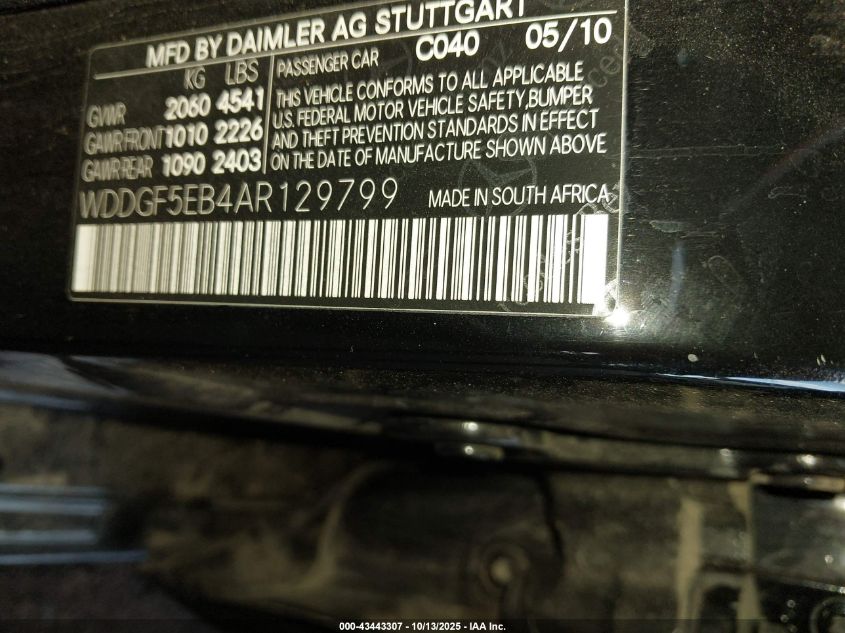 MFD BY DAIMLER AG STUTTGART
KG LBS
GVWR 2060 4541
GAWR-FRONT 1010 2226
GAWR-REAR 1090 2403
PASSENGER CAR C040 05/10
THIS VEHICLE CONFORMS TO ALL APPLICABLE
U.S. FEDERAL MOTOR VEHICLE SAFETY, BUMPER
AND THEFT PREVENTION STANDARDS IN EFFECT
ON THE DATE OF MANUFACTURE SHOWN ABOVE
WDDGF5EB4AR129799 MADE IN SOUTH AFRICA
000-43443307 | 10/13/2025 - IAA Inc.